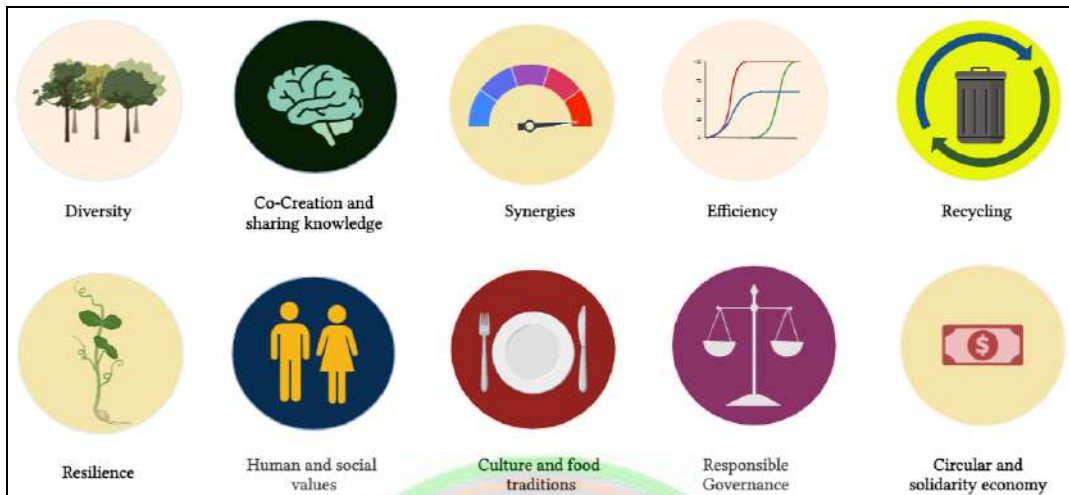 Diversity
Co-Creation and
sharing knowledge
Synergies
Efficiency
Recycling
Resilience
Human and social
values
Culture and food
traditions
Responsible
Governance
Circular and
solidarity economy